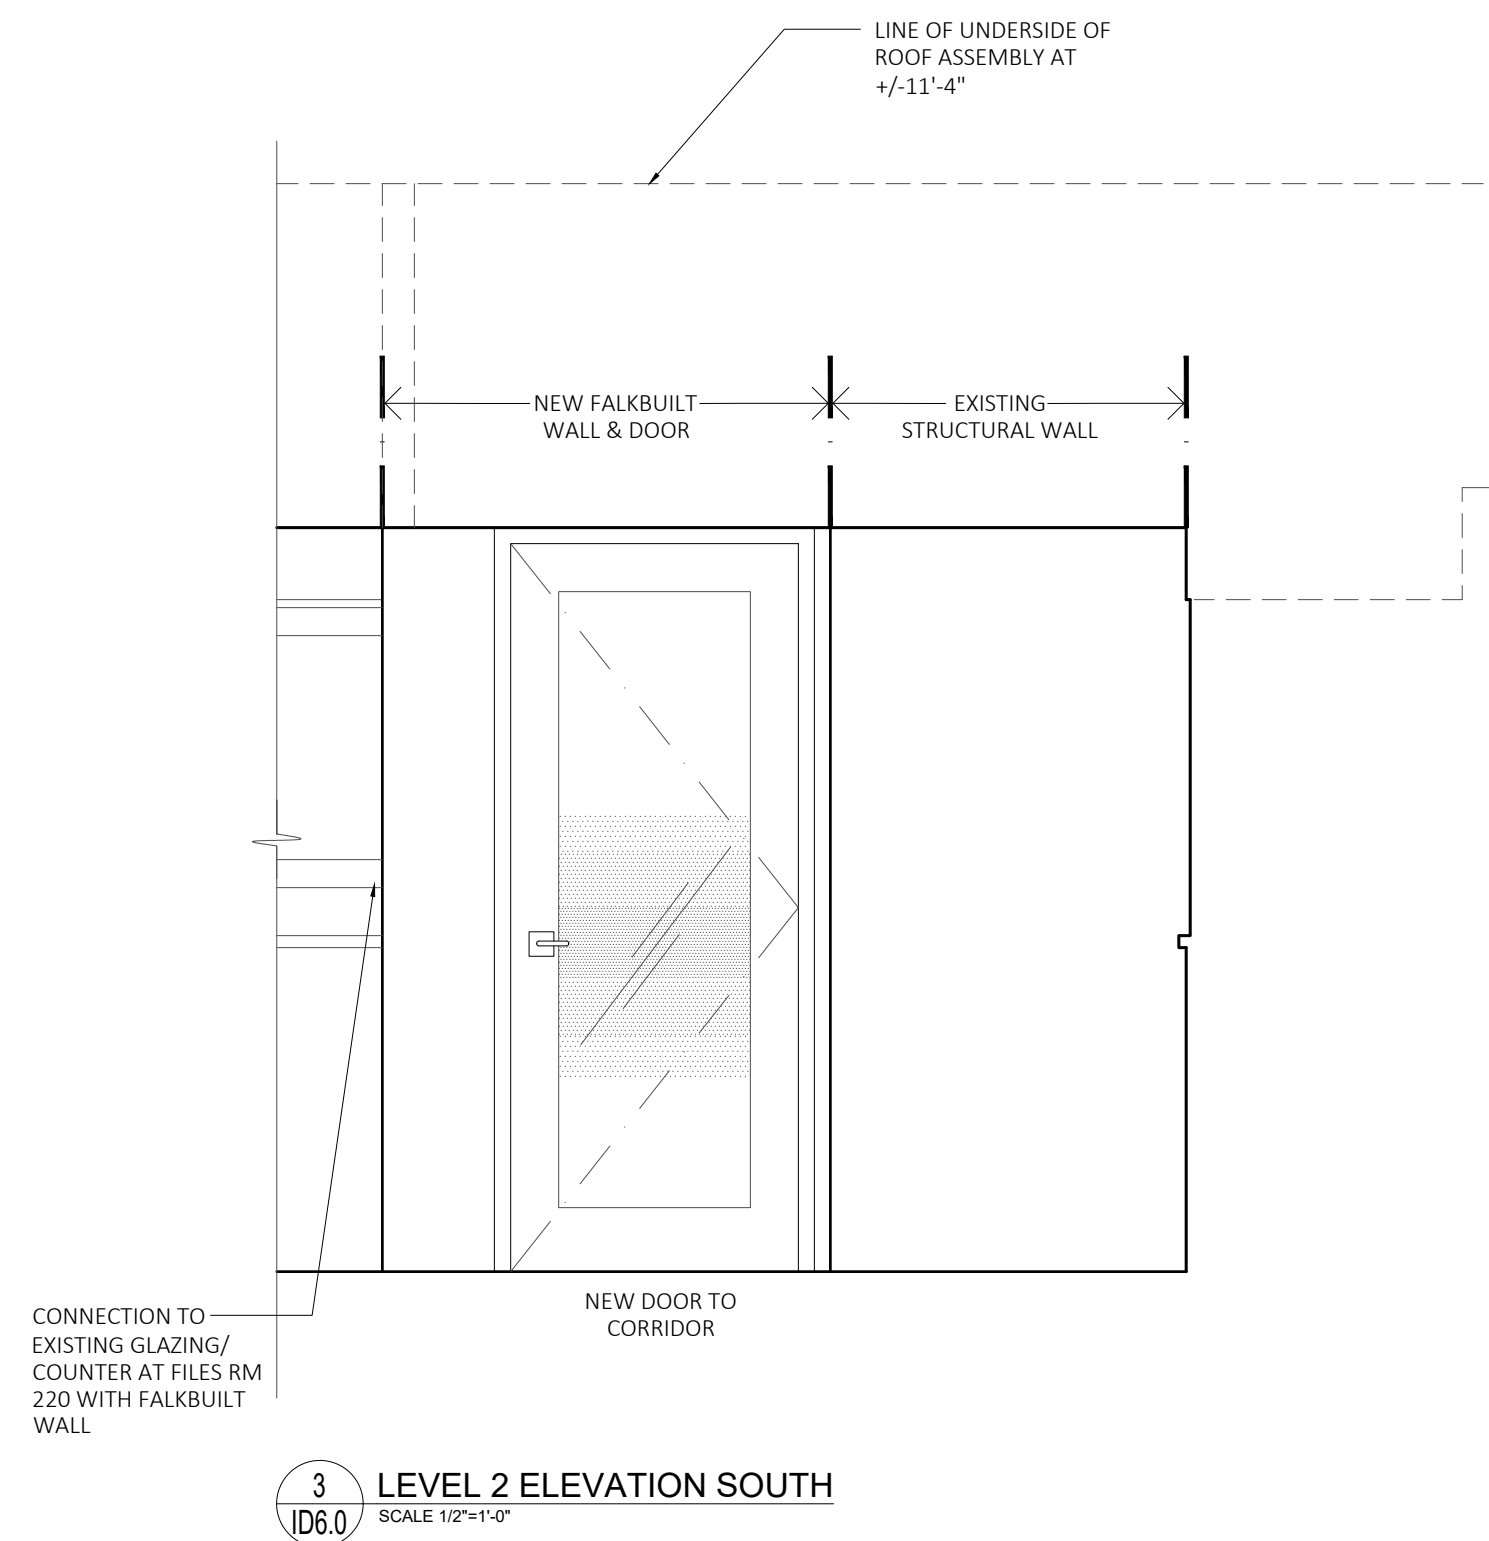 LINE OF UNDERSIDE OF
ROOF ASSEMBLY AT
+/-11'-4"
NEW FALKBUILT
WALL & DOOR
EXISTING
STRUCTURAL WALL
NEW DOOR TO
CORRIDOR
CONNECTION TO
EXISTING GLAZING/
COUNTER AT FILES RM
220 WITH FALKBUILT
WALL
3
ID6.0
LEVEL 2 ELEVATION SOUTH
SCALE 1/2"=1'-0"